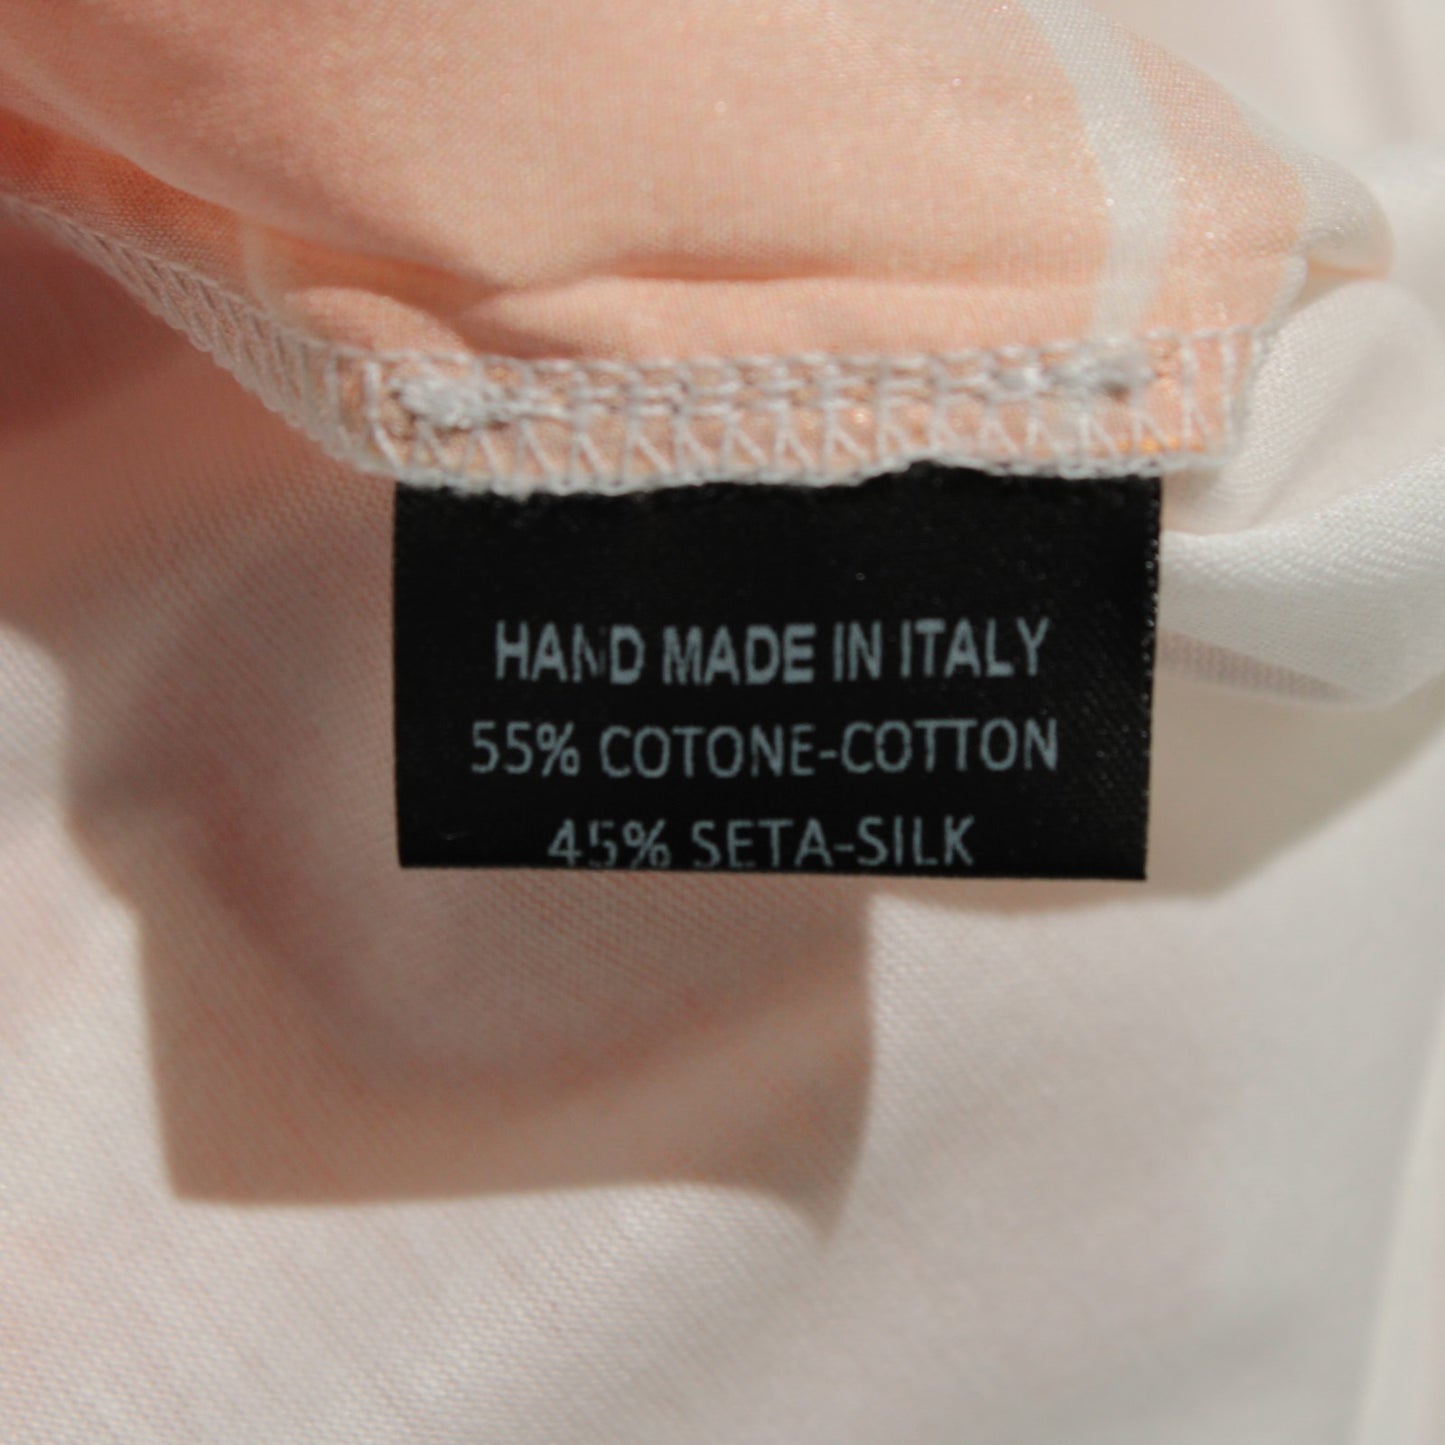 HAND MADE IN ITALY
55% COTONE-COTTON
45% SETA-SILK